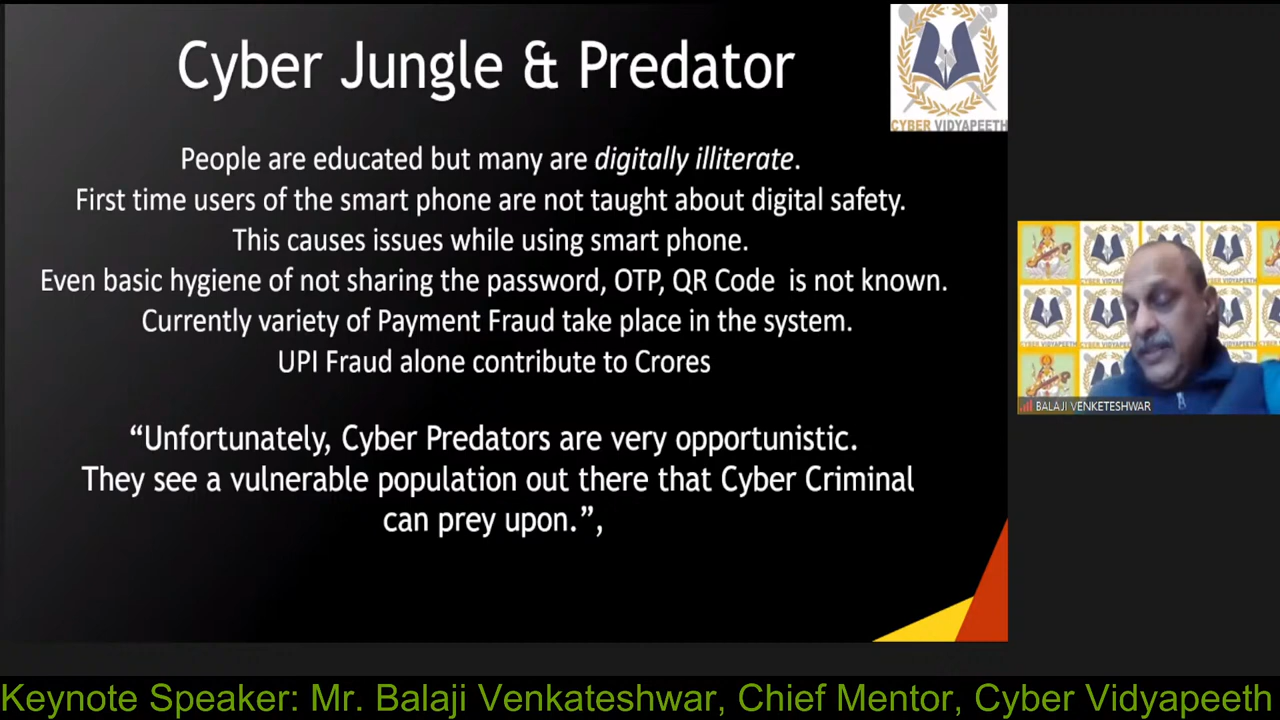 Cyber Jungle & Predator
CYBER VIDYAPEETH
People are educated but many are digitally illiterate.
First time users of the smart phone are not taught about digital safety.
This causes issues while using smart phone.
Even basic hygiene of not sharing the password, OTP, QR Code is not known.
Currently variety of Payment Fraud take place in the system.
UPI Fraud alone contribute to Crores
“Unfortunately, Cyber Predators are very opportunistic.
They see a vulnerable population out there that Cyber Criminal
can prey upon.”,
BALAJI VENKETESHWAR
Keynote Speaker: Mr. Balaji Venkateshwar, Chief Mentor, Cyber Vidyapeeth